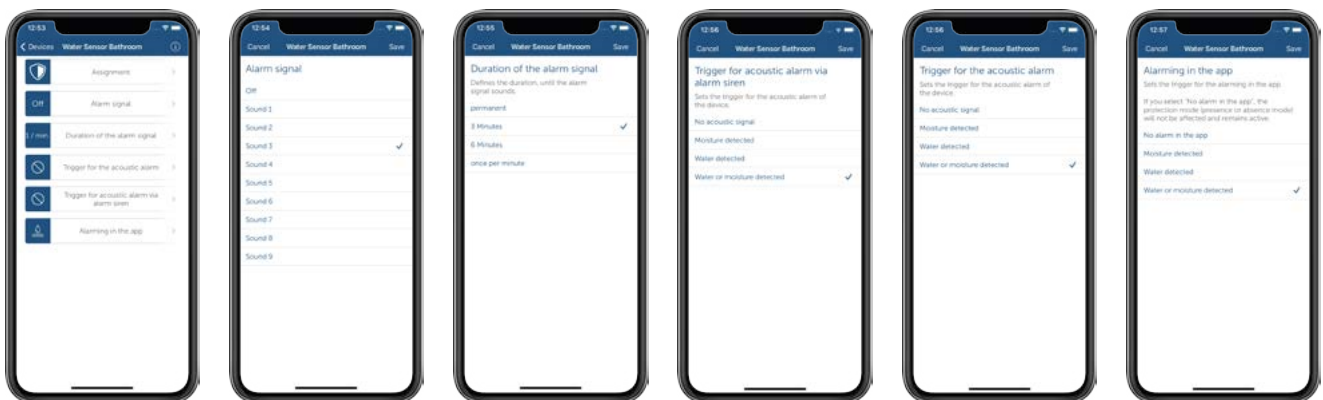 12:53
Devices Water Sensor Bathroom
Assignment
Off Alarm signal
1 / min Duration of the alarm signal
Trigger for the acoustic alarm
Trigger for acoustic alarm via
alarm siren
Alarming in the app
12:54
Cancel Water Sensor Bathroom Save
Alarm signal
Off
Sound 1
Sound 2
Sound 3
Sound 4
Sound 5
Sound 6
Sound 7
Sound 8
Sound 9
12:55
Cancel Water Sensor Bathroom Save
Duration of the alarm signal
Defines the duration, until the alarm
signal sounds.
permanent
3 Minutes
6 Minutes
once per minute
12:56
Cancel Water Sensor Bathroom Save
Trigger for acoustic alarm via
alarm siren
Sets the trigger for the acoustic alarm of
the device.
No acoustic signal
Moisture detected
Water detected
Water or moisture detected
12:56
Cancel Water Sensor Bathroom Save
Trigger for the acoustic alarm
Sets the trigger for the acoustic alarm of
the device.
No acoustic signal
Moisture detected
Water detected
Water or moisture detected
12:57
Cancel Water Sensor Bathroom Save
Alarming in the app
Sets the trigger for the alarming in the app.
If you select "No alarm in the app", the
protection mode (presence or absence mode)
will not be affected and remains active.
No alarm in the app
Moisture detected
Water detected
Water or moisture detected